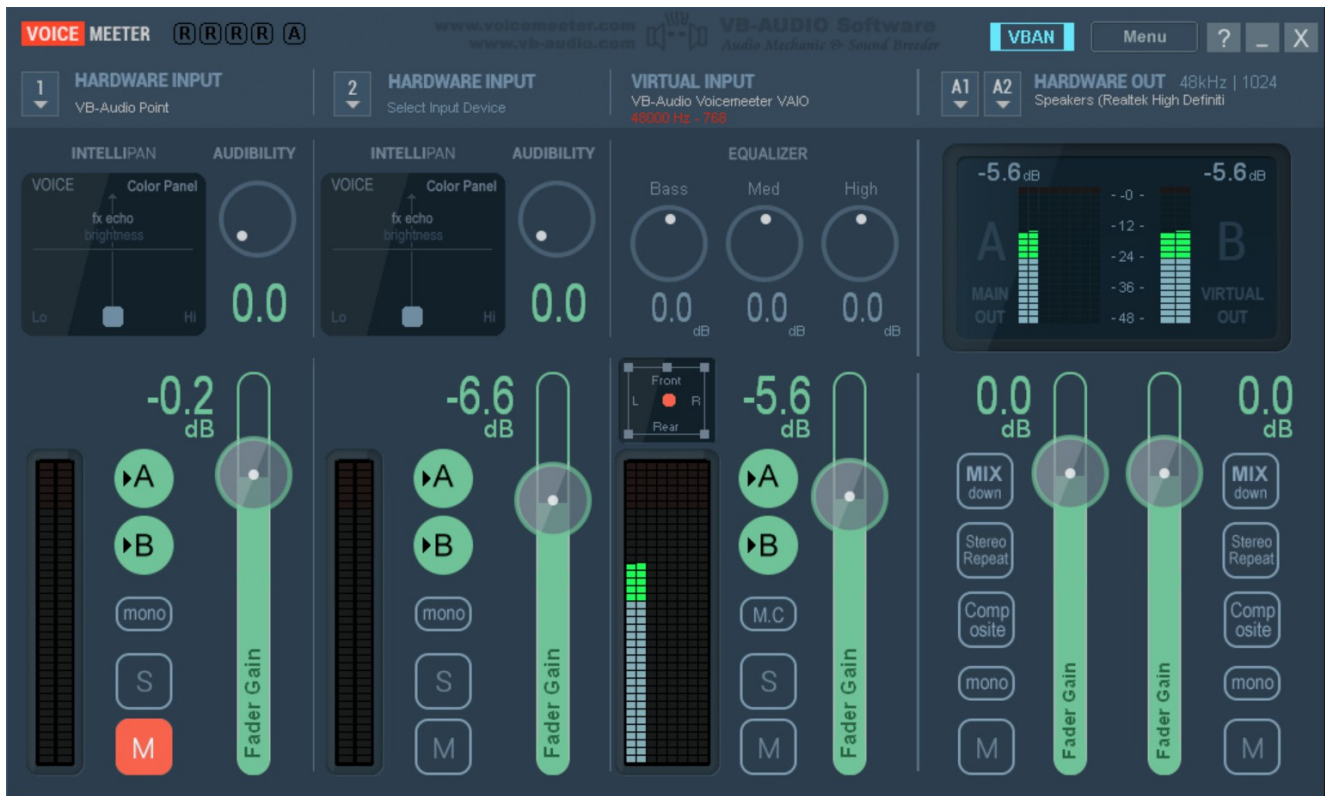 VOICE MEETER R R R R A
www.voicemeeter.com
www.vb-audio.com
VB-AUDIO Software
Audio Mechanic & Sound Breeder
VBAN Menu ? _ X
1 HARDWARE INPUT
VB-Audio Point
2 HARDWARE INPUT
Select Input Device
VIRTUAL INPUT
VB-Audio Voicemeeter VAIO
48000 Hz - 768
A1 A2 HARDWARE OUT 48kHz | 1024
Speakers (Realtek High Definiti
INTELLIPAN AUDIBILITY
VOICE Color Panel
fx echo
brightness
Lo Hi
0.0
INTELLIPAN AUDIBILITY
VOICE Color Panel
fx echo
brightness
Lo Hi
0.0
EQUALIZER
Bass Med High
0.0 dB 0.0 dB 0.0 dB
-5.6 dB -5.6 dB
A B
- -0 -
-12 -
- 24 -
- 36 -
- 48 -
MAIN OUT
VIRTUAL OUT
-0.2 dB
A
B
mono
S
M
Fader Gain
-6.6 dB
A
B
mono
S
M
Fader Gain
Front
L R
Rear
-5.6 dB
A
B
M.C
S
M
Fader Gain
0.0 dB
MIX down
Stereo Repeat
Comp osite
mono
M
Fader Gain
Fader Gain
0.0 dB
MIX down
Stereo Repeat
Comp osite
mono
M